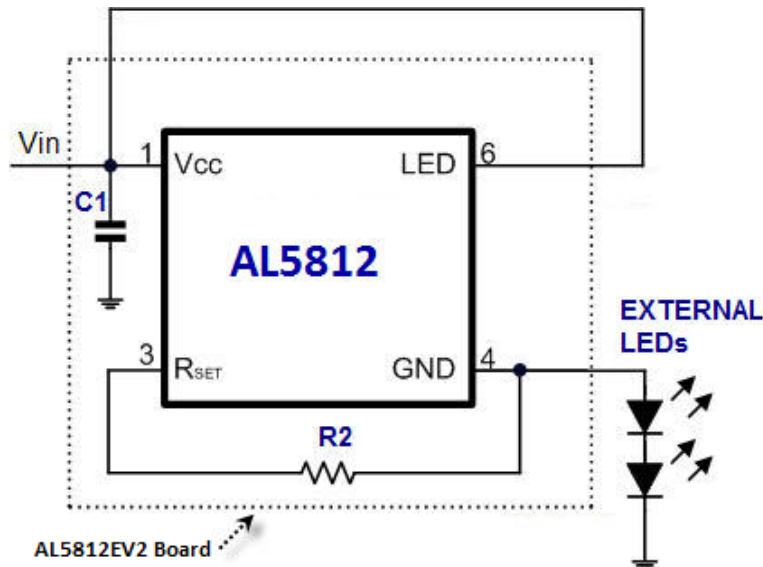 Vin
1
Vcc
LED
6
C1
AL5812
EXTERNAL
LEDs
3
RSET
GND
4
R2
AL5812EV2 Board